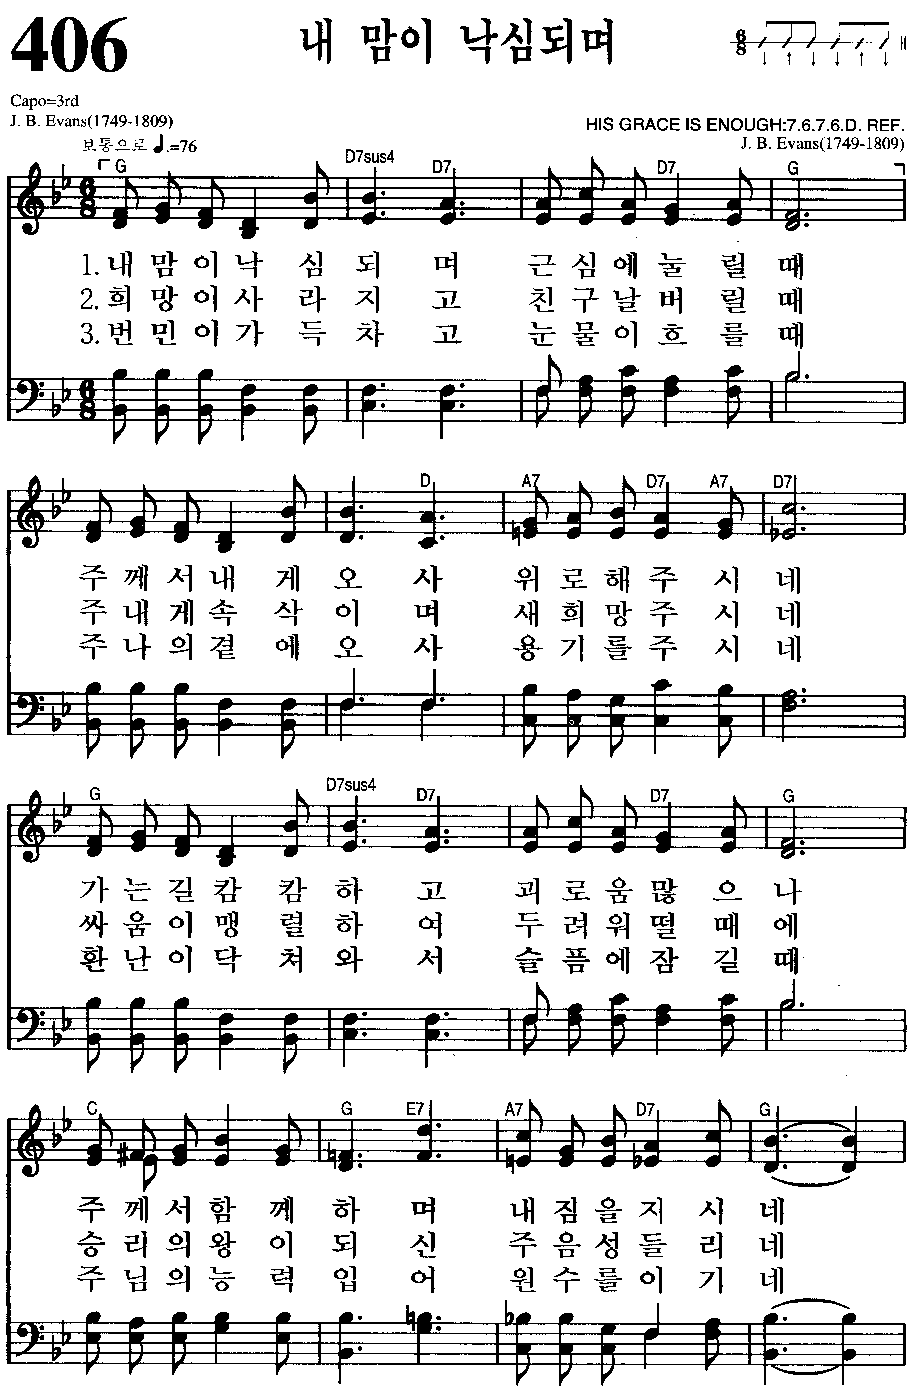 406
내 맘이 낙심되며
6/8
Capo=3rd
J. B. Evans(1749-1809)
HIS GRACE IS ENOUGH:7.6.7.6.D. REF.
보통으로 ♩.=76
J. B. Evans(1749-1809)
G D7sus4 D7 D7 G
1. 내 맘 이 낙 심 되 며 근 심 에 눌 릴 때
2. 희 망 이 사 라 지 고 친 구 날 버 릴 때
3. 번 민 이 가 득 차 고 눈 물 이 흐 를 때
D A7 D7 A7 D7
주 께 서 내 게 오 사 위 로 해 주 시 네
주 내 게 속 삭 이 며 새 희 망 주 시 네
주 나 의 곁 에 오 사 용 기 를 주 시 네
G D7sus4 D7 D7 G
가 는 길 캄 캄 하 고 괴 로 움 많 으 나
싸 움 이 맹 렬 하 여 두 려 워 떨 때 에
환 난 이 닥 쳐 와 서 슬 픔 에 잠 길 때
C G E7 A7 D7 G
주 께 서 함 께 하 며 내 짐 을 지 시 네
승 리 의 왕 이 되 신 주 음 성 들 리 네
주 님 의 능 력 입 어 원 수 를 이 기 네